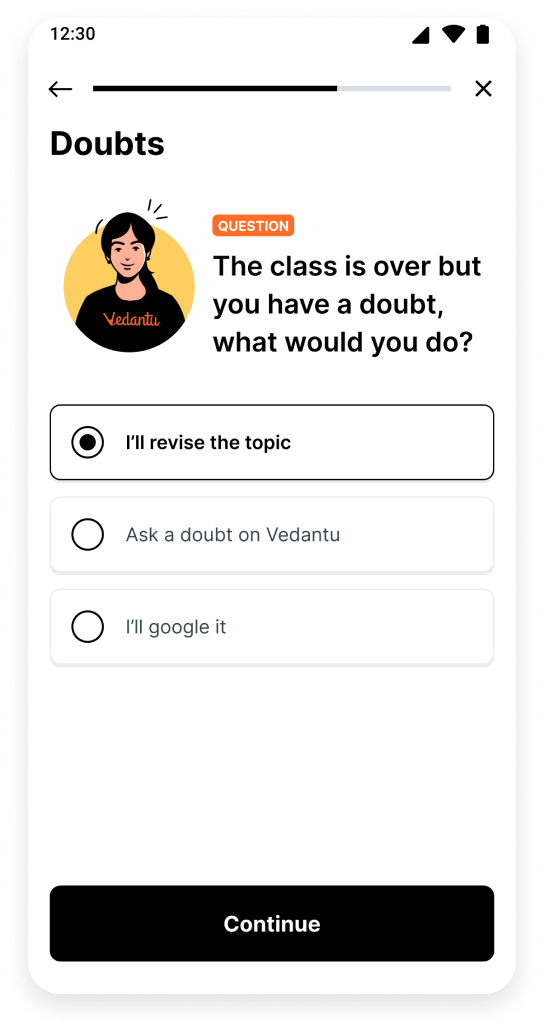 12:30
Doubts
QUESTION
The class is over but
you have a doubt,
what would you do?
Vedantu
I’ll revise the topic
Ask a doubt on Vedantu
I’ll google it
Continue